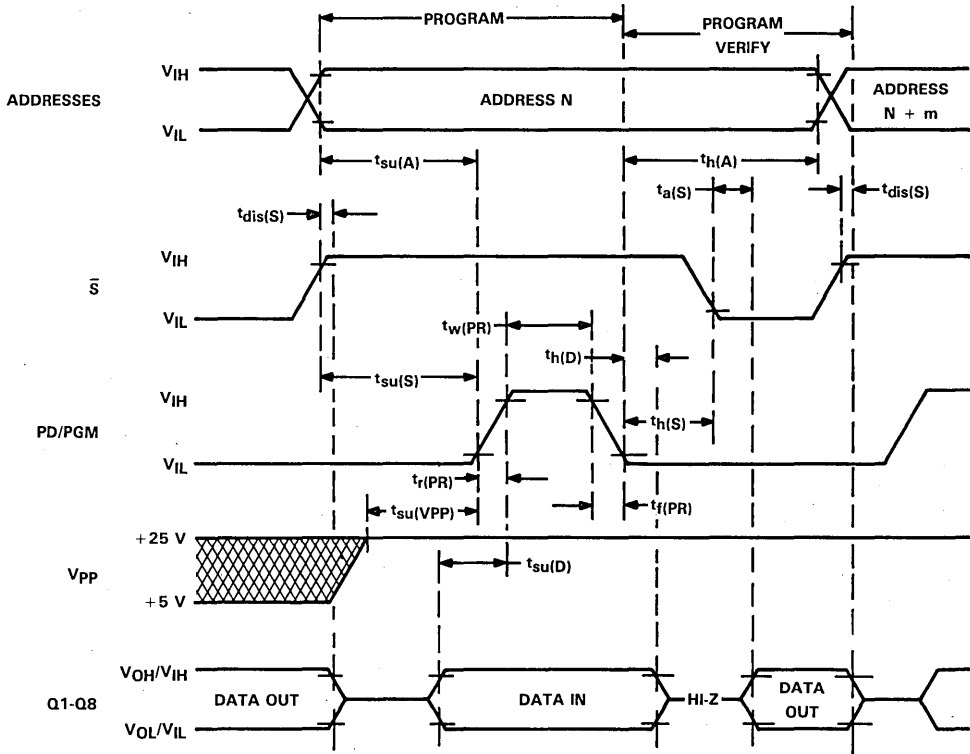 PROGRAM
PROGRAM
VERIFY
ADDRESSES
VIH
VIL
ADDRESS N
ADDRESS
N + m
tsu(A)
th(A)
ta(S)
tdis(S)
tdis(S)
S̅
VIH
VIL
tw(PR)
th(D)
tsu(S)
PD/PGM
VIH
VIL
th(S)
tr(PR)
tf(PR)
tsu(VPP)
VPP
+25 V
+5 V
tsu(D)
Q1-Q8
VOH/VIH
VOL/VIL
DATA OUT
DATA IN
HI-Z
DATA
OUT